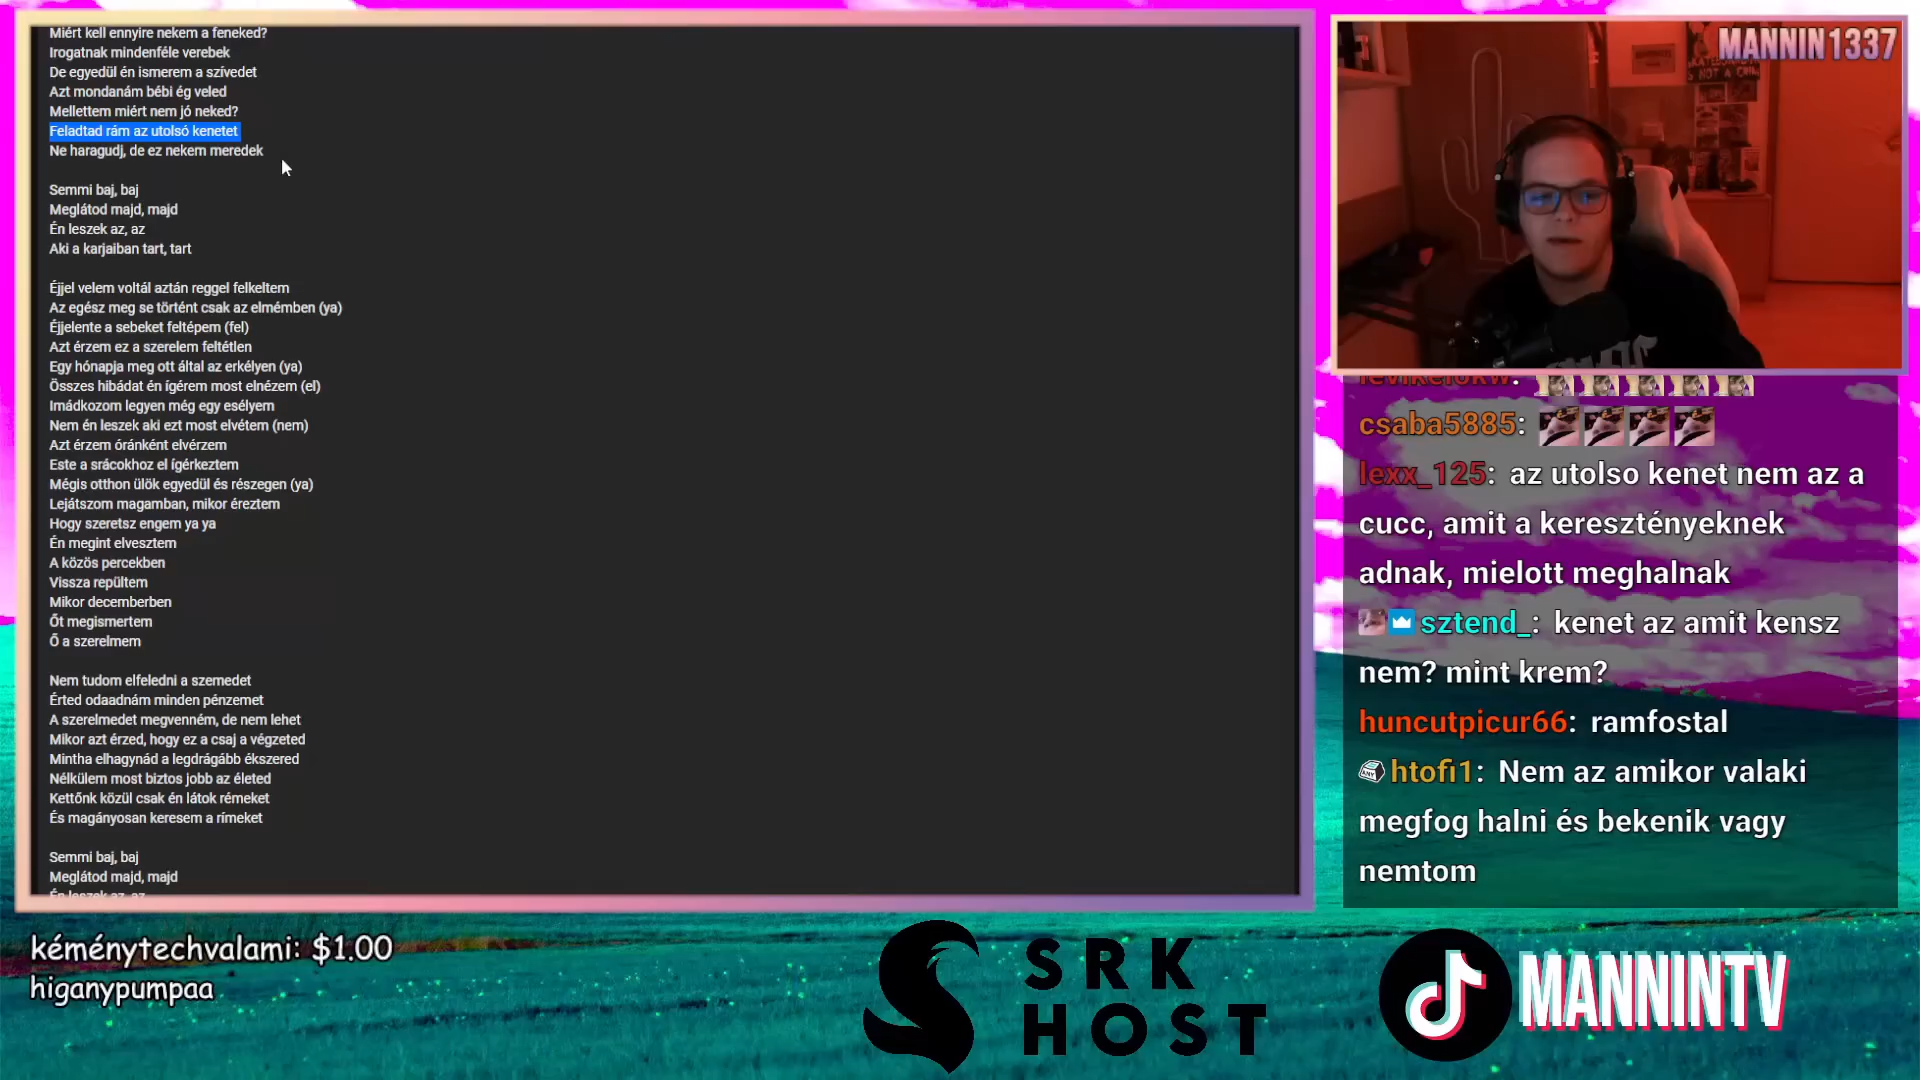 Miért kell ennyire nekem a feneked?
Irogatnak mindenféle verebek
De egyedül én ismerem a szívedet
Azt mondanám bébi ég veled
Mellettem miért nem jó neked?
Feladtad rám az utolsó kenetet
Ne haragudj, de ez nekem meredek
Semmi baj, baj
Meglátod majd, majd
Én leszek az, az
Aki a karjaiban tart, tart
Éjjel velem voltál aztán reggel felkeltem
Az egész meg se történt csak az elmémben (ya)
Éjjelente a sebeket feltépem (fel)
Azt érzem ez a szerelem feltétlen
Egy hónapja meg ott által az erkélyen (ya)
Összes hibádat én ígérem most elnézem (el)
Imádkozom legyen még egy esélyem
Nem én leszek aki ezt most elvétem (nem)
Azt érzem óránként elvérzem
Este a srácokhoz el ígérkeztem
Mégis otthon ülök egyedül és részegen (ya)
Lejátszom magamban, mikor éreztem
Hogy szeretsz engem ya ya
Én megint elvesztem
A közös percekben
Vissza repültem
Mikor decemberben
Őt megismertem
Ő a szerelmem
Nem tudom elfeledni a szemedet
Érted odaadnám minden pénzemet
A szerelmedet megvenném, de nem lehet
Mikor azt érzed, hogy ez a csaj a végzeted
Mintha elhagynád a legdrágább ékszered
Nélkülem most biztos jobb az életed
Kettőnk közül csak én látok rémeket
És magányosan keresem a rímeket
Semmi baj, baj
Meglátod majd, majd
Én leszek az, az
MANNIN1337
csaba5885:
lexx_125: az utolso kenet nem az a
cucc, amit a keresztényeknek
adnak, mielott meghalnak
sztend_: kenet az amit kensz
nem? mint krem?
huncutpicur66: ramfostal
htofi1: Nem az amikor valaki
megfog halni és bekenik vagy
nemtom
kéménytechvalami: $1.00
higanypumpaa
SRK
HOST
MANNINTV